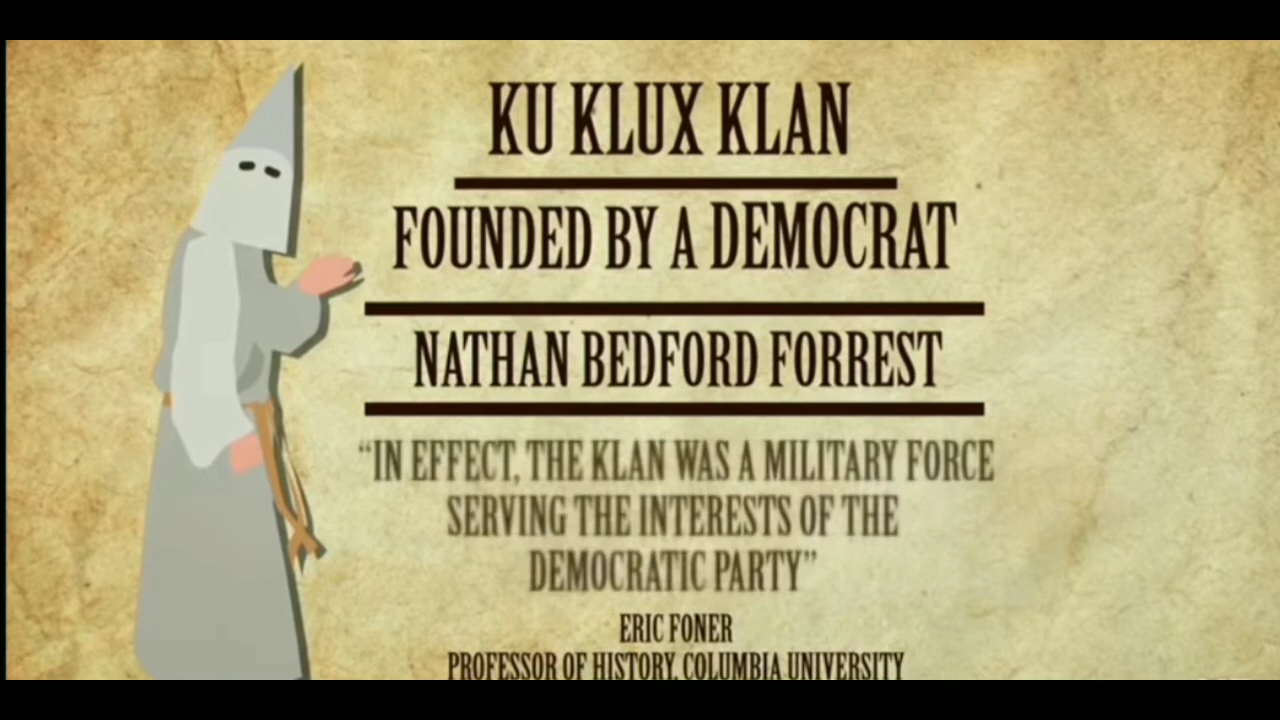 KU KLUX KLAN
FOUNDED BY A DEMOCRAT
NATHAN BEDFORD FORREST
“IN EFFECT, THE KLAN WAS A MILITARY FORCE
SERVING THE INTERESTS OF THE
DEMOCRATIC PARTY”
ERIC FONER
PROFESSOR OF HISTORY, COLUMBIA UNIVERSITY